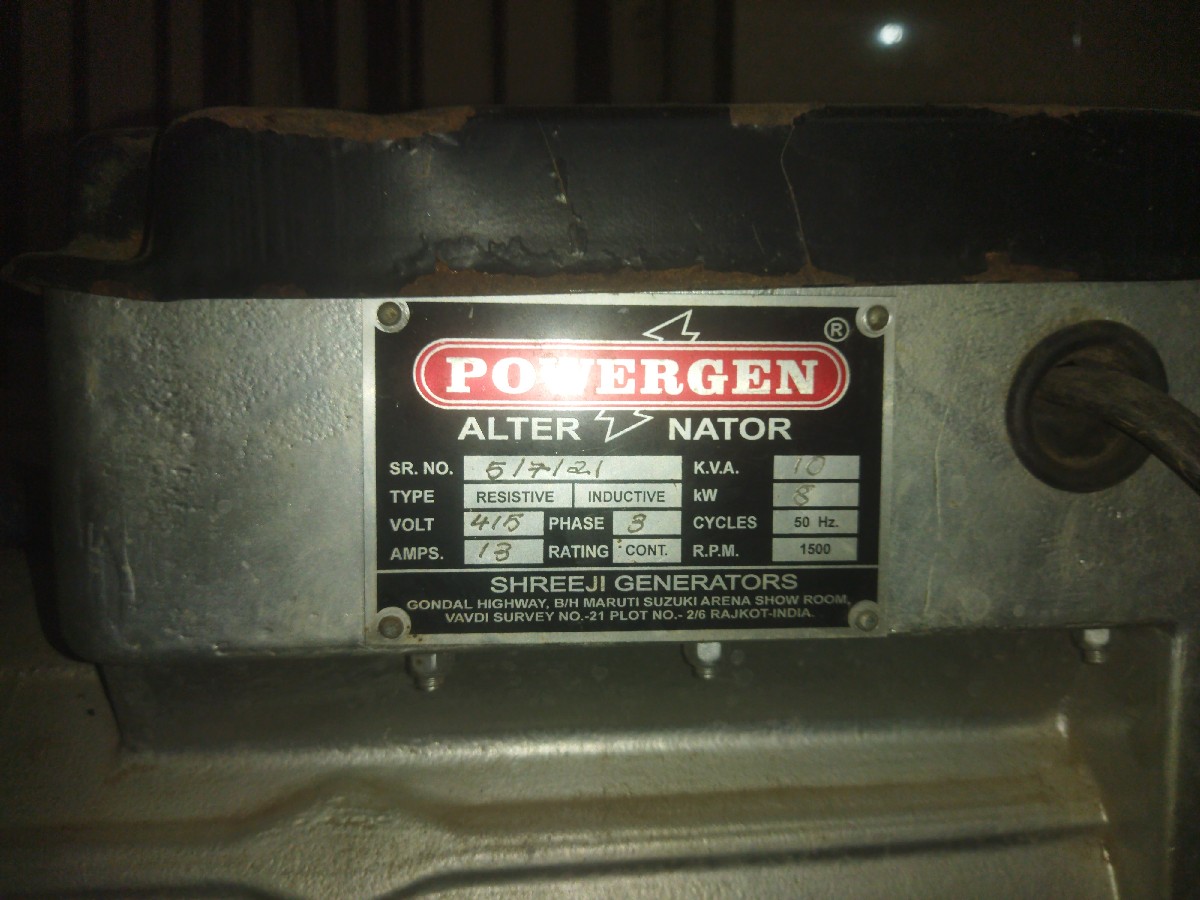 POWERGEN ®
ALTERNATOR
SR. NO. 5/7/21 K.V.A. 10
TYPE RESISTIVE INDUCTIVE kW 8
VOLT 415 PHASE 3 CYCLES 50 Hz.
AMPS. 13 RATING CONT. R.P.M. 1500
SHREEJI GENERATORS
GONDAL HIGHWAY, B/H MARUTI SUZUKI ARENA SHOW ROOM,
VAVDI SURVEY NO.-21 PLOT NO.- 2/6 RAJKOT-INDIA.